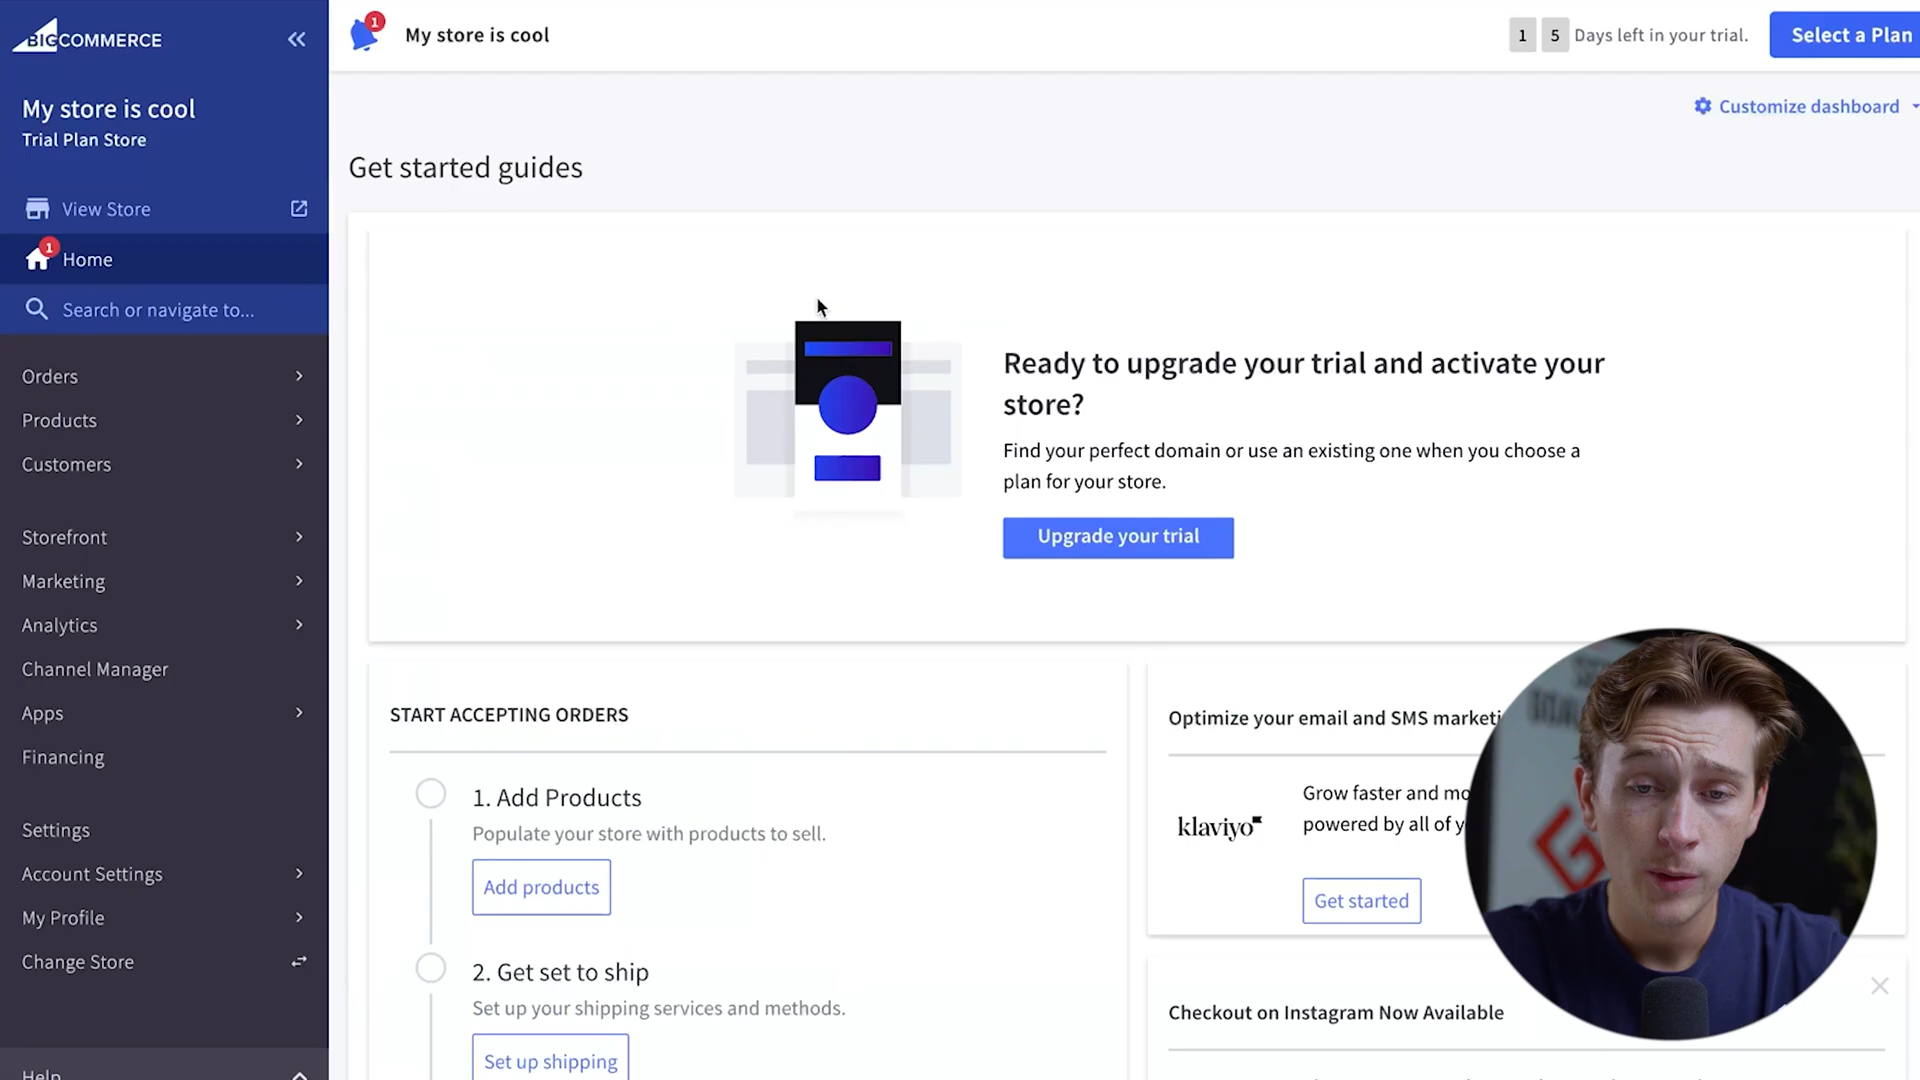 BIGCOMMERCE
My store is cool
Trial Plan Store
View Store
1
Home
Search or navigate to...
Orders
Products
Customers
Storefront
Marketing
Analytics
Channel Manager
Apps
Financing
Settings
Account Settings
My Profile
Change Store
Help
1
My store is cool
1 5 Days left in your trial.
Select a Plan
Customize dashboard
Get started guides
Ready to upgrade your trial and activate your
store?
Find your perfect domain or use an existing one when you choose a
plan for your store.
Upgrade your trial
START ACCEPTING ORDERS
1. Add Products
Populate your store with products to sell.
Add products
2. Get set to ship
Set up your shipping services and methods.
Set up shipping
Optimize your email and SMS marketi
klaviyo
Grow faster and mo
powered by all of y
Get started
Checkout on Instagram Now Available